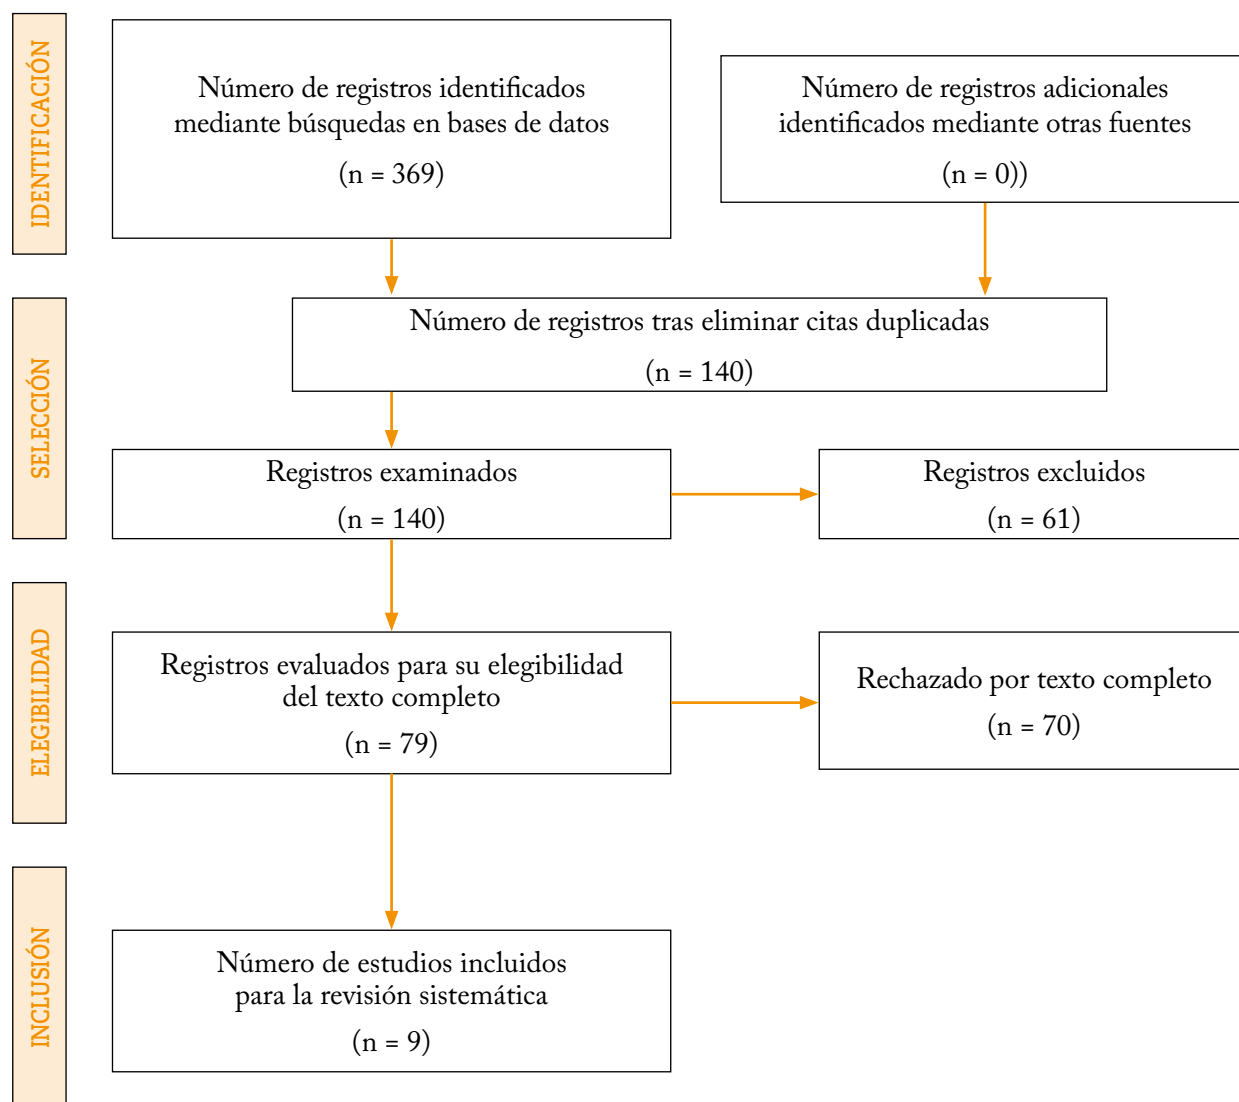 IDENTIFICACIÓN
Número de registros identificados
mediante búsquedas en bases de datos
(n = 369)
Número de registros adicionales
identificados mediante otras fuentes
(n = 0))
SELECCIÓN
Número de registros tras eliminar citas duplicadas
(n = 140)
Registros examinados
(n = 140)
Registros excluidos
(n = 61)
ELEGIBILIDAD
Registros evaluados para su elegibilidad
del texto completo
(n = 79)
Rechazado por texto completo
(n = 70)
INCLUSIÓN
Número de estudios incluidos
para la revisión sistemática
(n = 9)